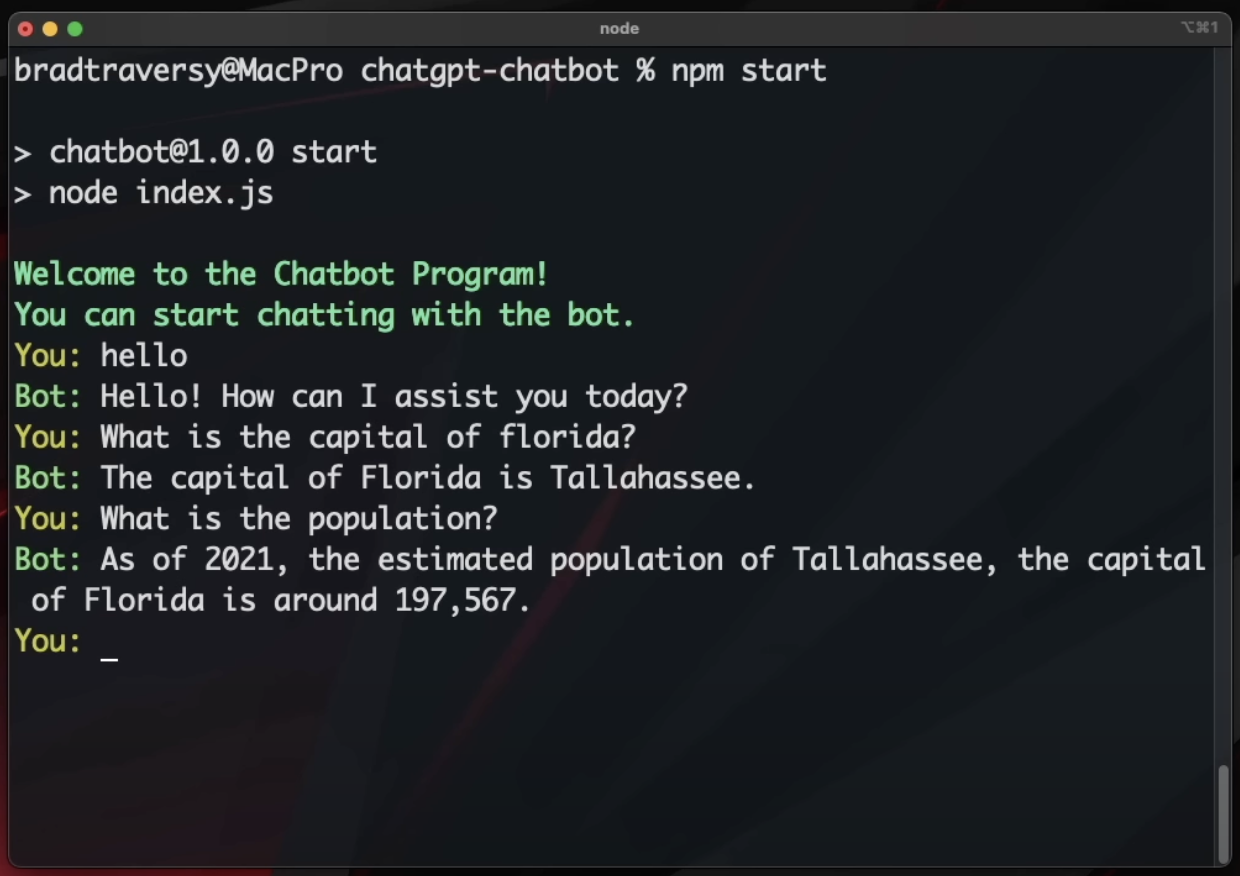 node
⌥⌘1
bradtraversy@MacPro chatgpt-chatbot % npm start
> chatbot@1.0.0 start
> node index.js
Welcome to the Chatbot Program!
You can start chatting with the bot.
You: hello
Bot: Hello! How can I assist you today?
You: What is the capital of florida?
Bot: The capital of Florida is Tallahassee.
You: What is the population?
Bot: As of 2021, the estimated population of Tallahassee, the capital
of Florida is around 197,567.
You: _